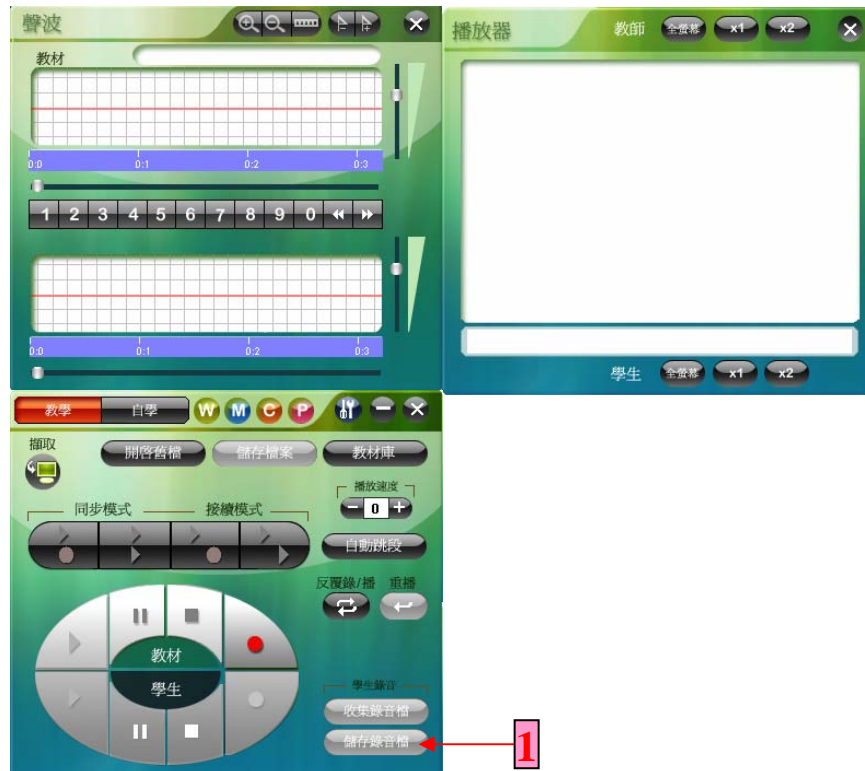 聲波
教材
0:0 0:1 0:2 0:3
1 2 3 4 5 6 7 8 9 0
0:0 0:1 0:2 0:3
播放器 教師 全螢幕 x1 x2
學生 全螢幕 x1 x2
教學 自學 W M C P
擷取 開啓舊檔 儲存檔案 教材庫
播放速度
同步模式 接續模式
- 0 +
自動跳段
反覆錄/播 重播
教材
學生
學生錄音
收集錄音檔
儲存錄音檔 1